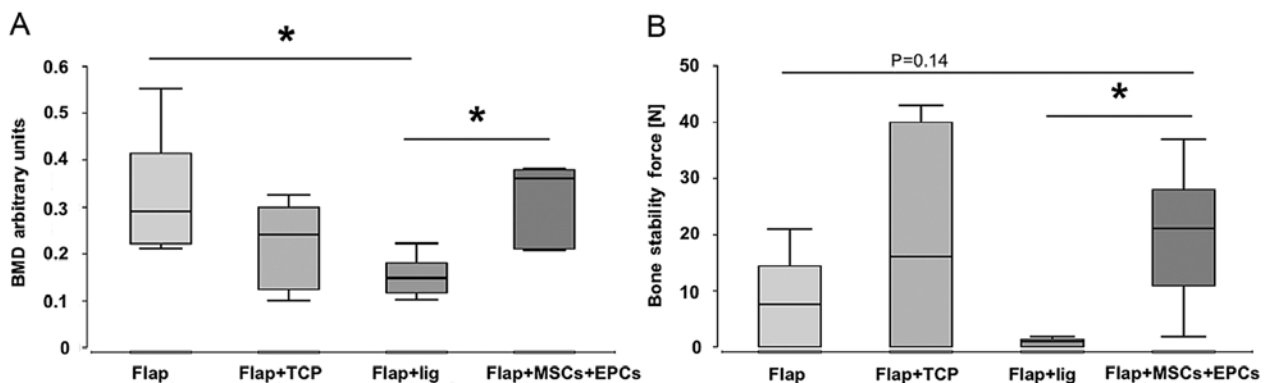 A
*
*
BMD arbitrary units
0.6
0.5
0.4
0.3
0.2
0.1
0
Flap
Flap+TCP
Flap+lig
Flap+MSCs+EPCs
B
P=0.14
*
Bone stability force [N]
50
40
30
20
10
0
Flap
Flap+TCP
Flap+lig
Flap+MSCs+EPCs